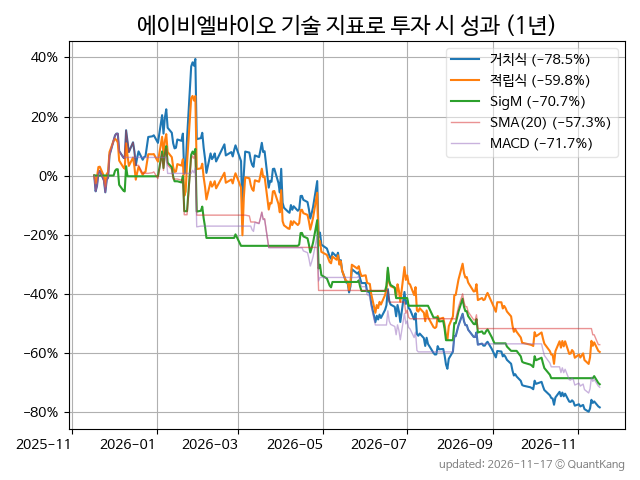 에이비엘바이오 기술 지표로 투자 시 성과 (1년)
40%
20%
0%
−20%
−40%
−60%
−80%
거치식 (−78.5%)
적립식 (−59.8%)
SigM (−70.7%)
SMA(20) (−57.3%)
MACD (−71.7%)
2025-11 2026-01 2026-03 2026-05 2026-07 2026-09 2026-11
updated: 2026-11-17 © QuantKang